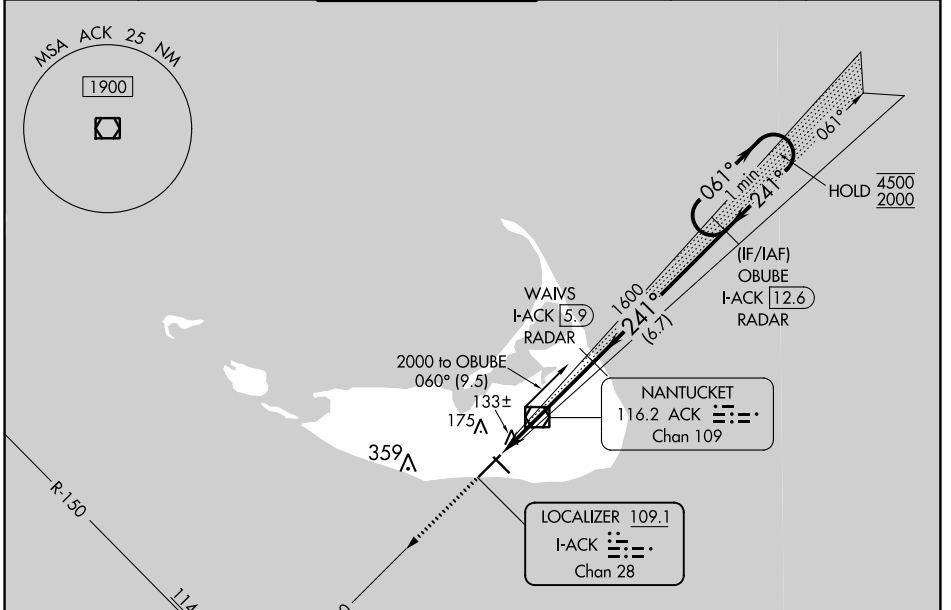 MSA ACK 25 NM
1900
061°
1 min
241°
061°
HOLD 4500
2000
(IF/IAF)
OBUBE
I-ACK 12.6
RADAR
WAIVS
I-ACK 5.9
RADAR
1600
241°
(6.7)
2000 to OBUBE
060° (9.5)
133±
175
359
NANTUCKET
116.2 ACK
Chan 109
LOCALIZER 109.1
I-ACK
Chan 28
R-150
114